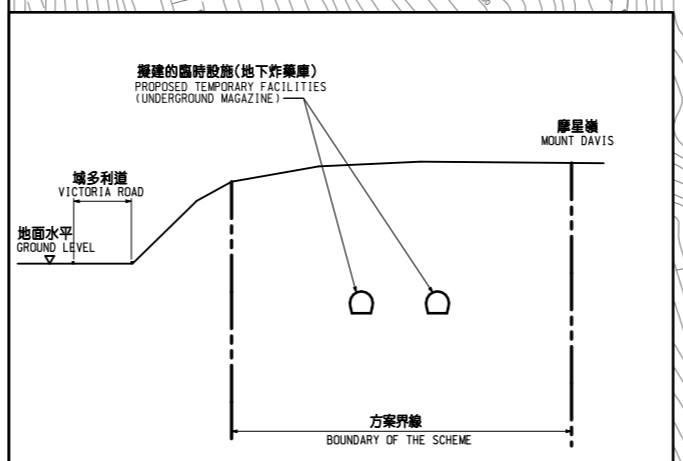 擬建的臨時設施(地下炸藥庫)
PROPOSED TEMPORARY FACILITIES
(UNDERGROUND MAGAZINE)
摩星嶺
MOUNT DAVIS
域多利道
VICTORIA ROAD
地面水平
GROUND LEVEL
方案界線
BOUNDARY OF THE SCHEME